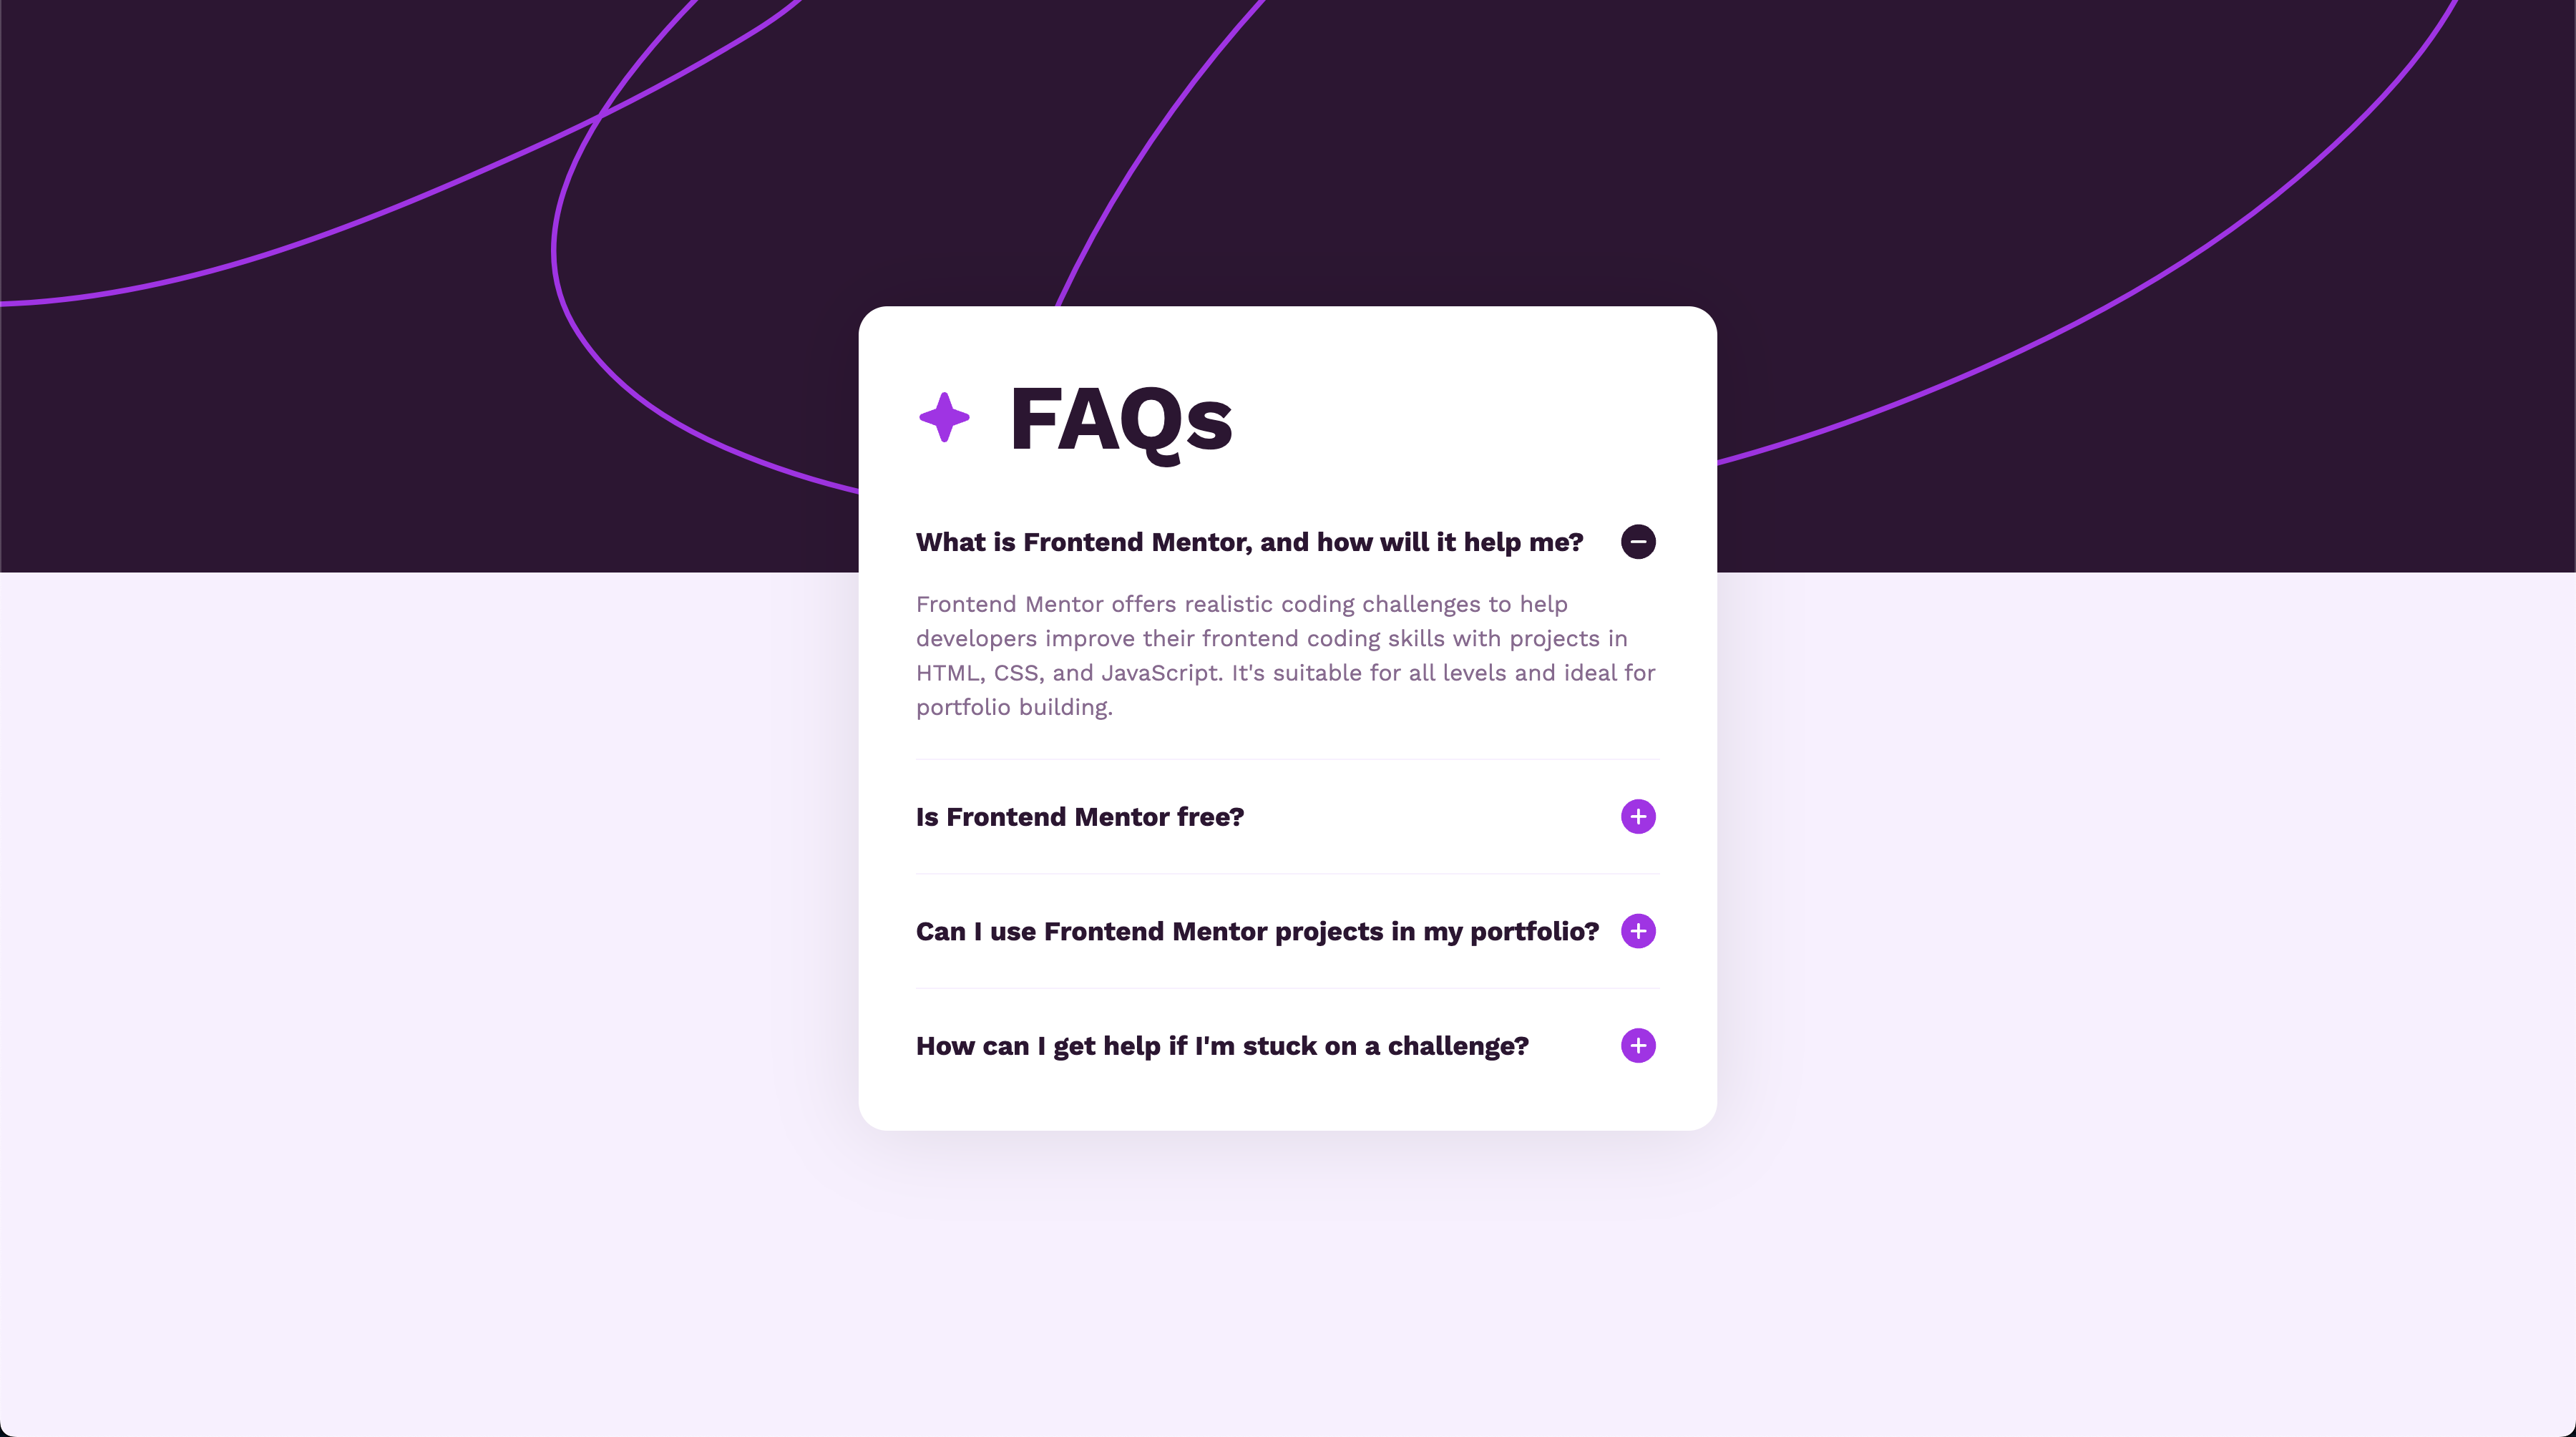 FAQs
What is Frontend Mentor, and how will it help me?
Frontend Mentor offers realistic coding challenges to help
developers improve their frontend coding skills with projects in
HTML, CSS, and JavaScript. It's suitable for all levels and ideal for
portfolio building.
Is Frontend Mentor free?
Can I use Frontend Mentor projects in my portfolio?
How can I get help if I'm stuck on a challenge?